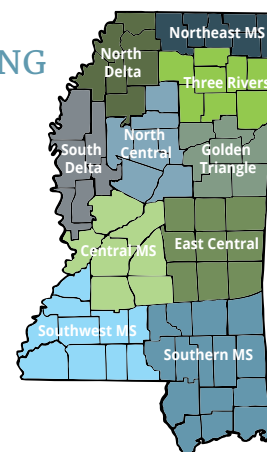 NG
Northeast MS
North
Delta
Three Rivers
North
Central
Golden
Triangle
South
Delta
Central MS
East Central
Southwest MS
Southern MS